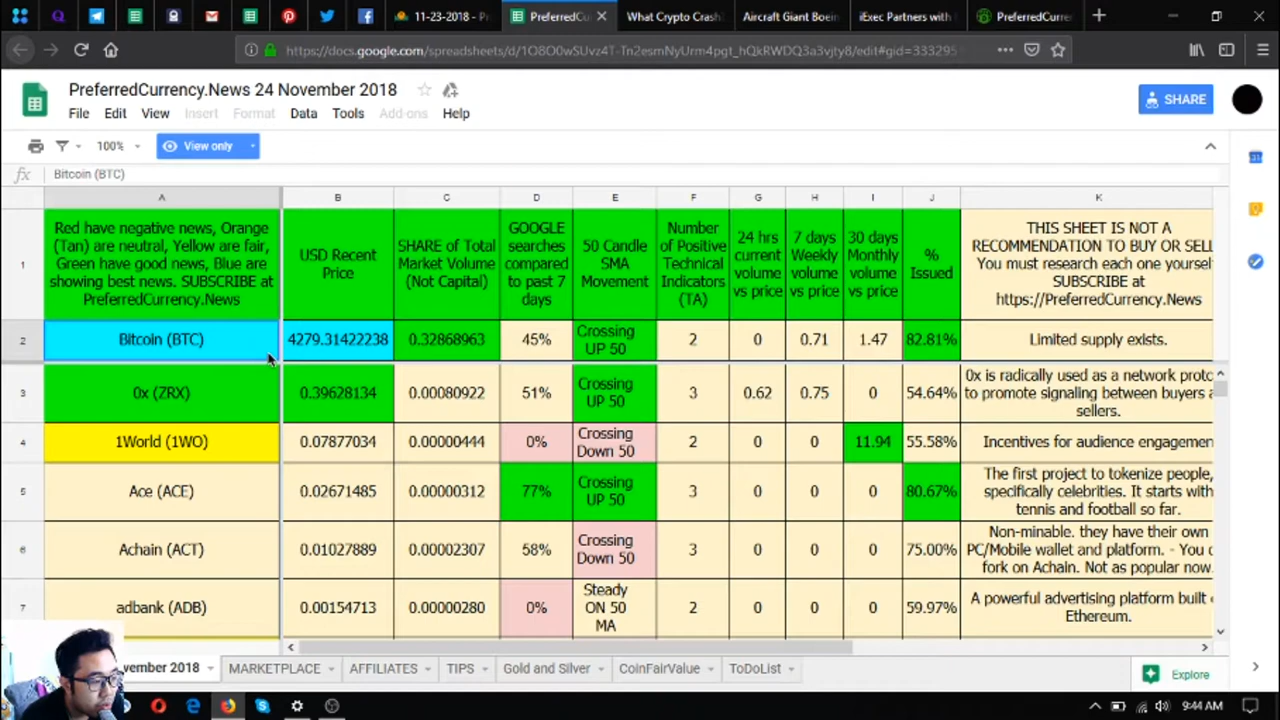 11-23-2018 - P
PreferredCu
What Crypto Crash
Aircraft Giant Boein
iExec Partners with
PreferredCurre
https://docs.google.com/spreadsheets/d/1O8O0wSUvz4T-Tn2esmNyUrm4pgt_hQkRWDQ3a3vjty8/edit#gid=333295
PreferredCurrency.News 24 November 2018
SHARE
File Edit View Insert Format Data Tools Add-ons Help
100% View only
fx Bitcoin (BTC)
A B C D E F G H I J K
1
Red have negative news, Orange
(Tan) are neutral, Yellow are fair,
Green have good news, Blue are
showing best news. SUBSCRIBE at
PreferredCurrency.News
USD Recent
Price
SHARE of Total
Market Volume
(Not Capital)
GOOGLE
searches
compared
to past 7
days
50 Candle
SMA
Movement
Number
of Positive
Technical
Indicators
(TA)
24 hrs
current
volume
vs price
7 days
Weekly
volume
vs price
30 days
Monthly
volume
vs price
%
Issued
THIS SHEET IS NOT A
RECOMMENDATION TO BUY OR SELL
You must research each one yourself
SUBSCRIBE at
https://PreferredCurrency.News
2 Bitcoin (BTC) 4279.31422238 0.32868963 45% Crossing UP 50 2 0 0.71 1.47 82.81% Limited supply exists.
3 0x (ZRX) 0.39628134 0.00080922 51% Crossing UP 50 3 0.62 0.75 54.64%
0x is radically used as a network proto
to promote signaling between buyers a
sellers.
4 1World (1WO) 0.07877034 0.00000444 0% Crossing Down 50 2 0 0 11.94 55.58% Incentives for audience engagemen
5 Ace (ACE) 0.02671485 0.00000312 77% Crossing UP 50 3 0 0 0 80.67%
The first project to tokenize people,
specifically celebrities. It starts with
tennis and football so far.
6 Achain (ACT) 0.01027889 0.00002307 58% Crossing Down 50 3 0 0 0 75.00%
Non-minable. they have their own
PC/Mobile wallet and platform. - You c
fork on Achain. Not as popular now.
7 adbank (ADB) 0.00154713 0.00000280 0% Steady ON 50 MA 2 0 0 0 59.97%
A powerful advertising platform built
Ethereum.
vember 2018 MARKETPLACE AFFILIATES TIPS Gold and Silver CoinFairValue ToDoList Explore
9:44 AM